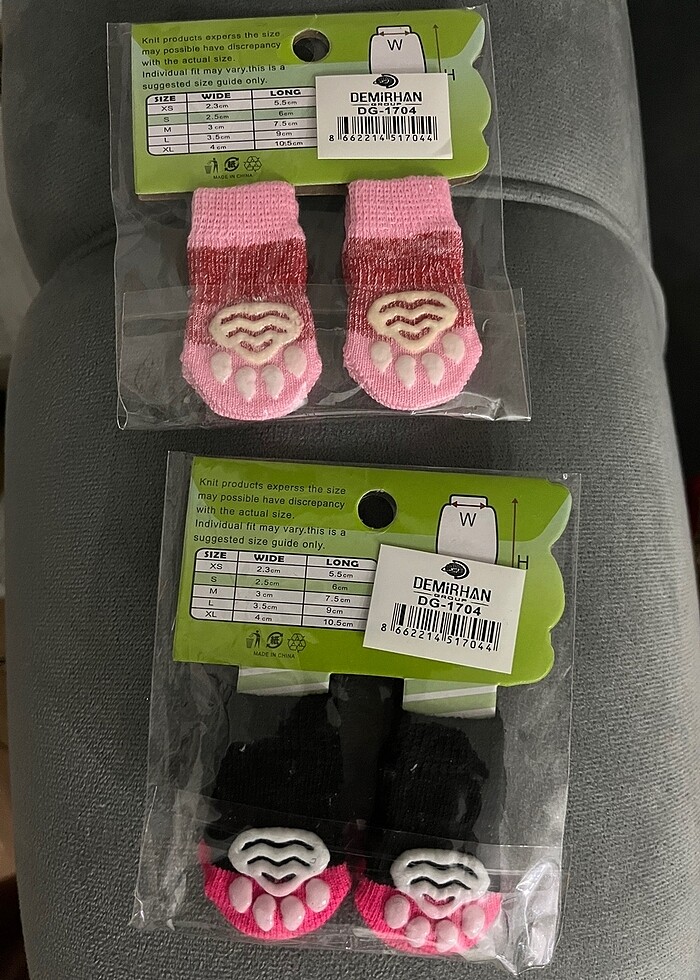 Knit products experss the size
may possible have discrepancy
with the actual size.
Individual fit may vary.this is a
suggested size guide only.
SIZE WIDE LONG
XS 2.3cm 5.5cm
S 2.5cm 6cm
M 3cm 7.5cm
L 3.5cm 9cm
XL 4cm 10.5cm
MADE IN CHINA
W
H
DEMiRHAN
GROUP
DG-1704
8 662214 517044
Knit products experss the size
may possible have discrepancy
with the actual size.
Individual fit may vary.this is a
suggested size guide only.
SIZE WIDE LONG
XS 2.3cm 5.5cm
S 2.5cm 6cm
M 3cm 7.5cm
L 3.5cm 9cm
XL 4cm 10.5cm
MADE IN CHINA
W
H
DEMiRHAN
GROUP
DG-1704
8 662214 517044